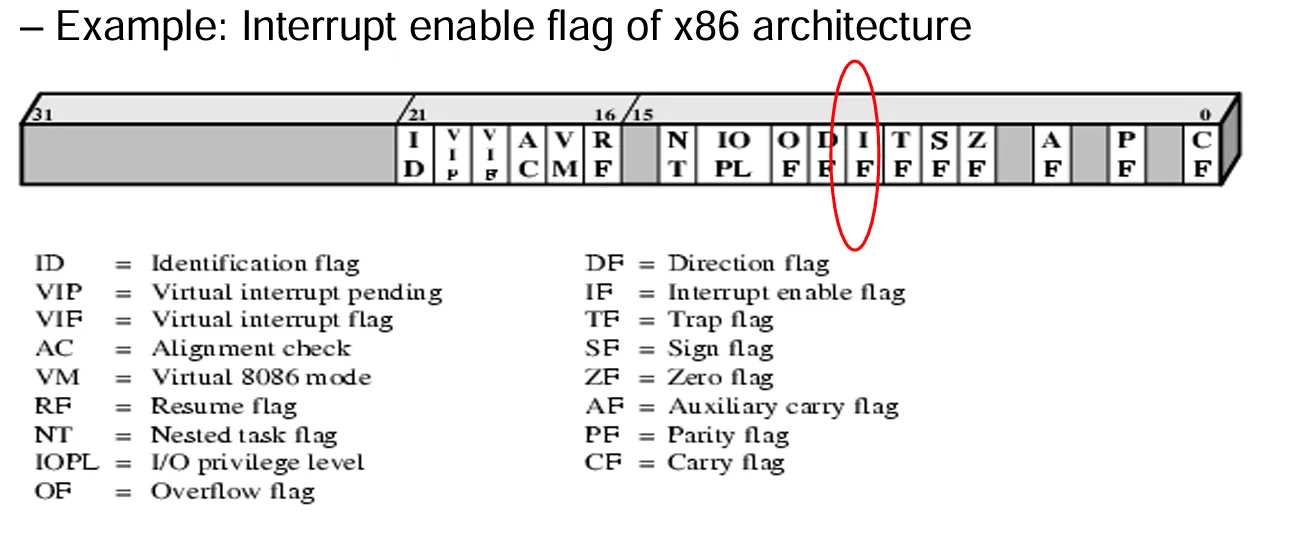 – Example: Interrupt enable flag of x86 architecture
31 21 16 15 0
ID VIP VIF AC VM RF NT IOPL OF DF IF TF SF ZF AF PF CF
ID = Identification flag
VIP = Virtual interrupt pending
VIF = Virtual interrupt flag
AC = Alignment check
VM = Virtual 8086 mode
RF = Resume flag
NT = Nested task flag
IOPL = I/O privilege level
OF = Overflow flag
DF = Direction flag
IF = Interrupt enable flag
TF = Trap flag
SF = Sign flag
ZF = Zero flag
AF = Auxiliary carry flag
PF = Parity flag
CF = Carry flag